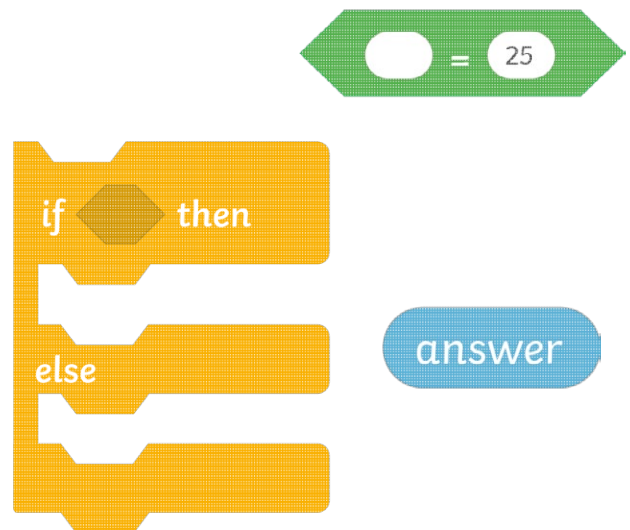 = 25
if then
answer
else